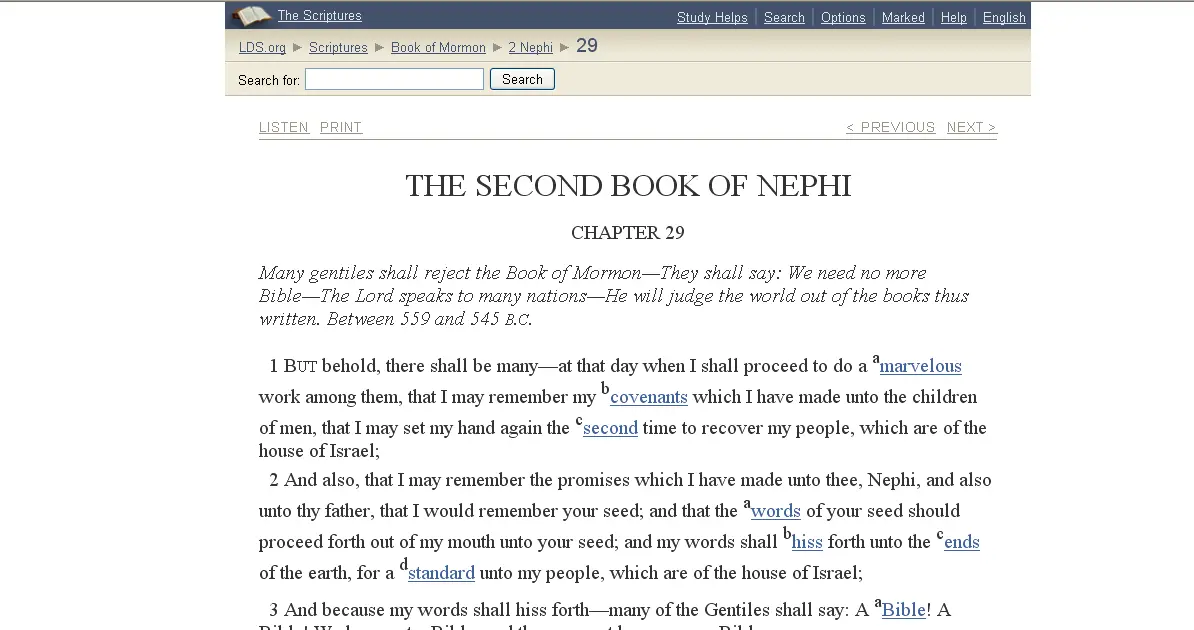 The Scriptures Study Helps Search Options Marked Help English
LDS.org ► Scriptures ► Book of Mormon ► 2 Nephi ► 29
Search for: Search
LISTEN PRINT < PREVIOUS NEXT >
THE SECOND BOOK OF NEPHI
CHAPTER 29
Many gentiles shall reject the Book of Mormon—They shall say: We need no more
Bible—The Lord speaks to many nations—He will judge the world out of the books thus
written. Between 559 and 545 B.C.
1 BUT behold, there shall be many—at that day when I shall proceed to do a a marvelous
work among them, that I may remember my b covenants which I have made unto the children
of men, that I may set my hand again the c second time to recover my people, which are of the
house of Israel;
2 And also, that I may remember the promises which I have made unto thee, Nephi, and also
unto thy father, that I would remember your seed; and that the a words of your seed should
proceed forth out of my mouth unto your seed; and my words shall b hiss forth unto the c ends
of the earth, for a d standard unto my people, which are of the house of Israel;
3 And because my words shall hiss forth—many of the Gentiles shall say: A a Bible! A